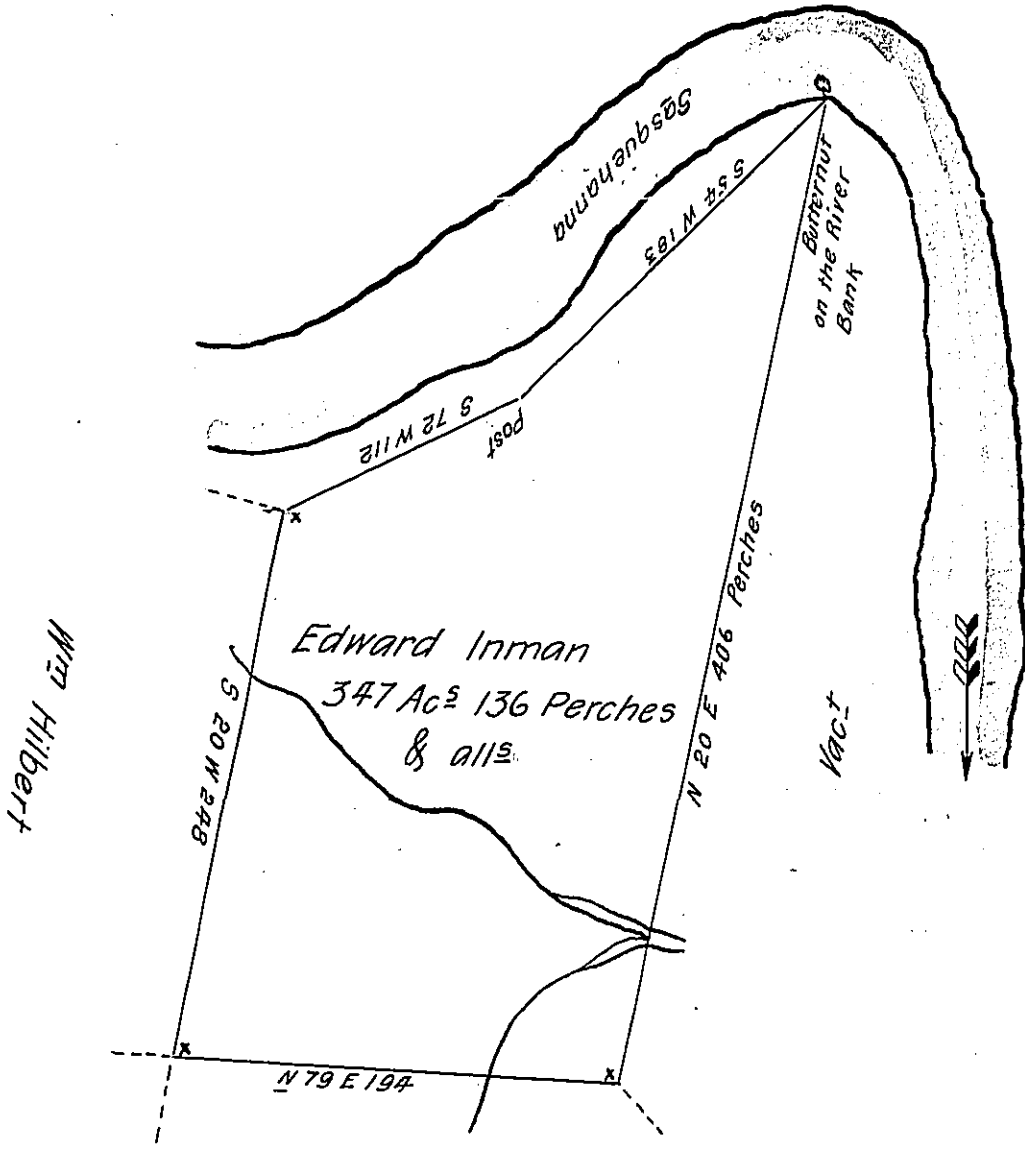 Sasquehanna
S 54 W 183
Butternut
on the River
Bank
S 72 W 112
post
N 20 E 406 Perches
Edward Inman
347 Acs 136 Perches
& alls
S 20 W 248
Wm Hilbert
Vact
N 79 E 194